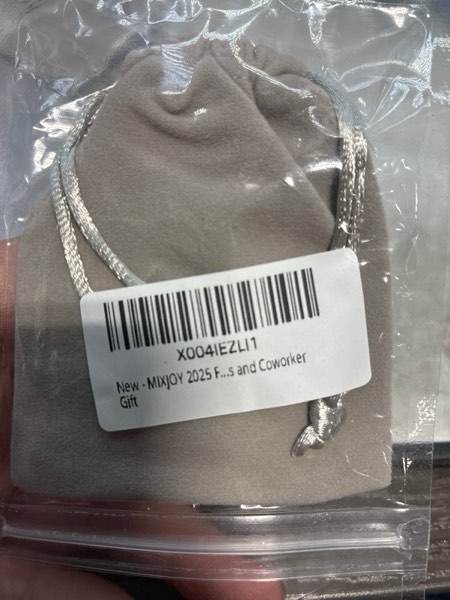 X004IEZLI1
New - MIXJOY 2025 F...s and Coworker
Gift